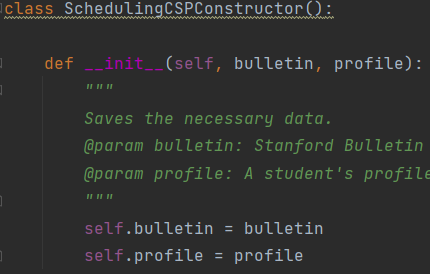 class SchedulingCSPConstructor():
def __init__(self, bulletin, profile):
"""
Saves the necessary data.
@param bulletin: Stanford Bulletin
@param profile: A student's profile
"""
self.bulletin = bulletin
self.profile = profile